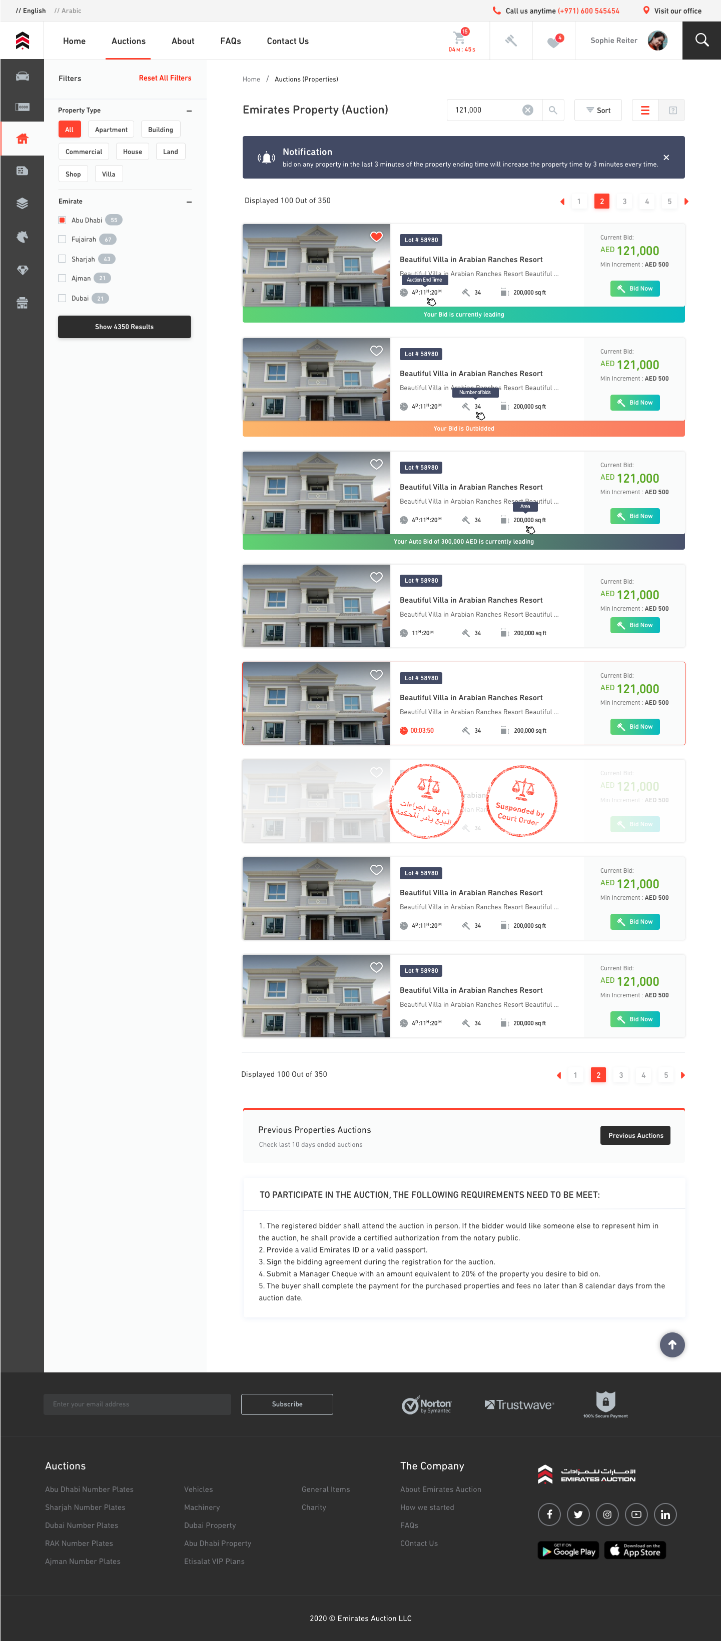 // English // Arabic
Call us anytime (+971) 600 545454
Visit our office
Home Auctions About FAQs Contact Us
15
04M : 45S
4
Sophie Reiter
Filters
Reset All Filters
Property Type
All Apartment Building
Commercial House Land
Shop Villa
Emirate
Abu Dhabi
Fujairah 67
Sharjah 43
Ajman 21
Dubai 21
Show 4350 Results
Home / Auctions (Properties)
Emirates Property (Auction)
121,000
Sort
Notification
bid on any property in the last 3 minutes of the property ending time will increase the property time by 3 minutes every time.
Displayed 100 Out of 350
1 2 3 4 5
Lot # 58980
Beautiful Villa in Arabian Ranches Resort
Beautiful Villa in Arabian Ranches Resort Beautiful ...
Auction End Time
4D:11H:20M 34 200,000 sq ft
Current Bid:
AED 121,000
Min Increment : AED 500
Bid Now
Your Bid is currently leading
Lot # 58980
Beautiful Villa in Arabian Ranches Resort
Beautiful Villa in Arabian Ranches Resort Beautiful ...
Number of bids
4D:11H:20M 34 200,000 sq ft
Current Bid:
AED 121,000
Min Increment : AED 500
Bid Now
Your Bid is Outbidded
Lot # 58980
Beautiful Villa in Arabian Ranches Resort
Beautiful Villa in Arabian Ranches Resort Beautiful ...
Area
4D:11H:20M 34 200,000 sq ft
Current Bid:
AED 121,000
Min Increment : AED 500
Bid Now
Your Auto Bid of 300,000 AED is currently leading
Lot # 58980
Beautiful Villa in Arabian Ranches Resort
Beautiful Villa in Arabian Ranches Resort Beautiful ...
11H:20M 34 200,000 sq ft
Current Bid:
AED 121,000
Min Increment : AED 500
Bid Now
Lot # 58980
Beautiful Villa in Arabian Ranches Resort
Beautiful Villa in Arabian Ranches Resort Beautiful ...
00:03:50 34 200,000 sq ft
Current Bid:
AED 121,000
Min Increment : AED 500
Bid Now
Suspended by
Court Order
Current Bid:
AED 121,000
Min Increment : AED 500
Bid Now
Lot # 58980
Beautiful Villa in Arabian Ranches Resort
Beautiful Villa in Arabian Ranches Resort Beautiful ...
4D:11H:20M 34 200,000 sq ft
Current Bid:
AED 121,000
Min Increment : AED 500
Bid Now
Lot # 58980
Beautiful Villa in Arabian Ranches Resort
Beautiful Villa in Arabian Ranches Resort Beautiful ...
4D:11H:20M 34 200,000 sq ft
Current Bid:
AED 121,000
Min Increment : AED 500
Bid Now
Displayed 100 Out of 350
1 2 3 4 5
Previous Properties Auctions
Check last 10 days ended auctions
Previous Auctions
TO PARTICIPATE IN THE AUCTION, THE FOLLOWING REQUIREMENTS NEED TO BE MEET:
1. The registered bidder shall attend the auction in person. If the bidder would like someone else to represent him in
the auction, he shall provide a certified authorization from the notary public.
2. Provide a valid Emirates ID or a valid passport.
3. Sign the bidding agreement during the registration for the auction.
4. Submit a Manager Cheque with an amount equivalent to 20% of the property you desire to bid on.
5. The buyer shall complete the payment for the purchased properties and fees no later than 8 calendar days from the
auction date.
Enter your email address
Subscribe
Norton
by Symantec
Trustwave
100% Secure Payment
Auctions
Abu Dhabi Number Plates
Sharjah Number Plates
Dubai Number Plates
RAK Number Plates
Ajman Number Plates
Vehicles
Machinery
Dubai Property
Abu Dhabi Property
Etisalat VIP Plans
General Items
Charity
The Company
About Emirates Auction
How we started
FAQs
COntact Us
الإمارات للمزادات
EMIRATES AUCTION
GET IT ON
Google Play
Download on the
App Store
2020 © Emirates Auction LLC